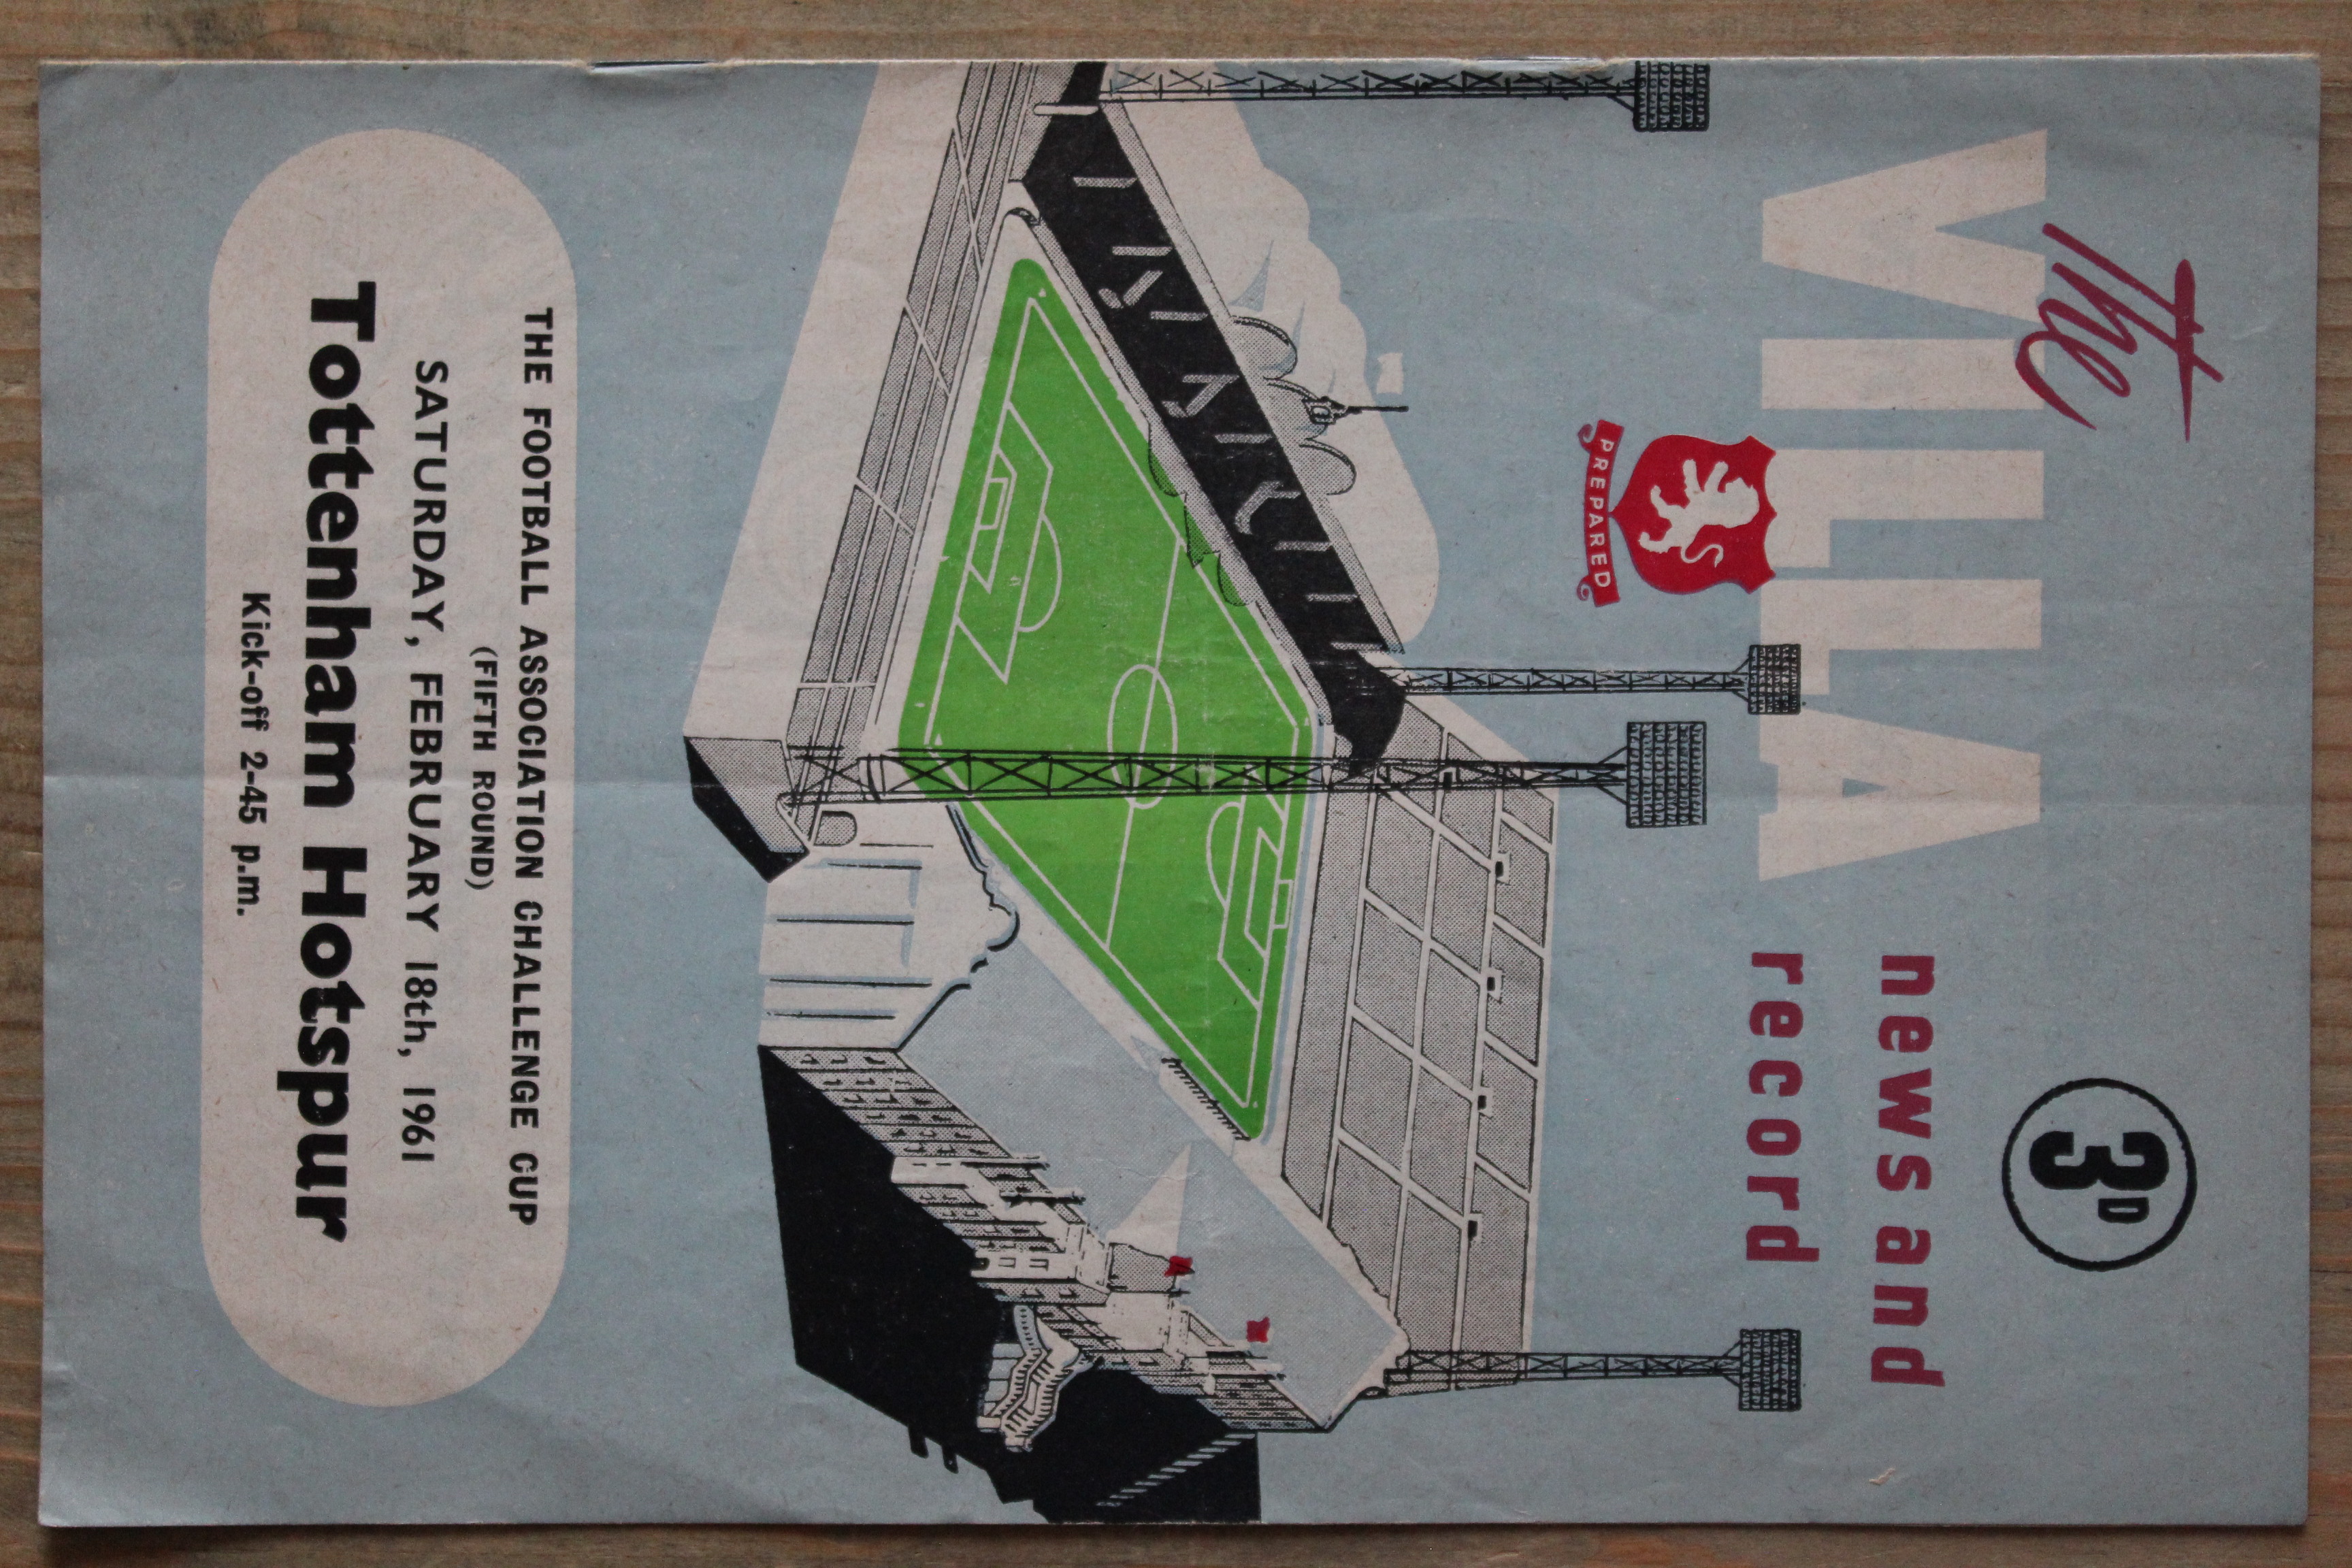 The
VILLA
news and
record
3D
PREPARED
THE FOOTBALL ASSOCIATION CHALLENGE CUP
(FIFTH ROUND)
SATURDAY, FEBRUARY 18th, 1961
Tottenham Hotspur
Kick-off 2-45 p.m.